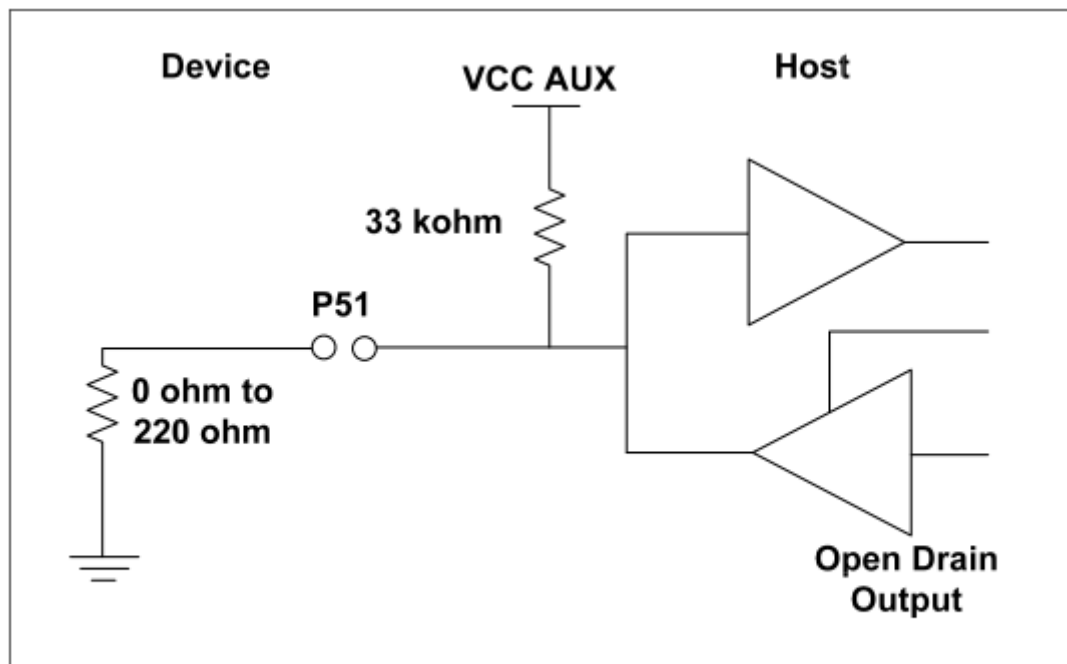 Device
VCC AUX
Host
33 kohm
P51
0 ohm to
220 ohm
Open Drain
Output